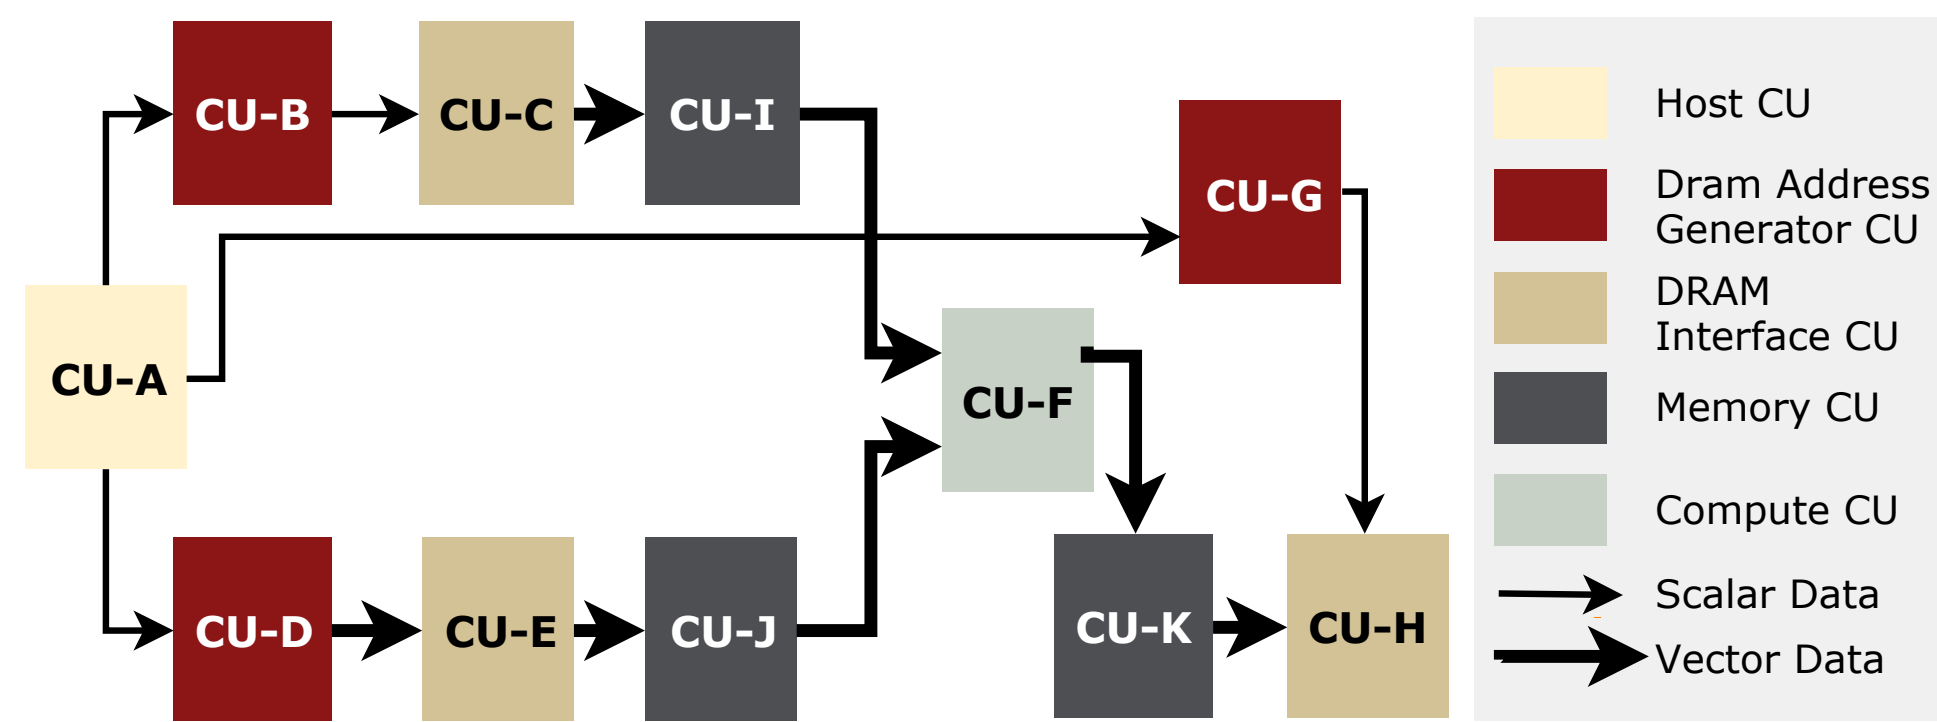 CU-B
CU-C
CU-I
CU-G
CU-A
CU-F
CU-D
CU-E
CU-J
CU-K
CU-H
Host CU
Dram Address
Generator CU
DRAM
Interface CU
Memory CU
Compute CU
Scalar Data
Vector Data